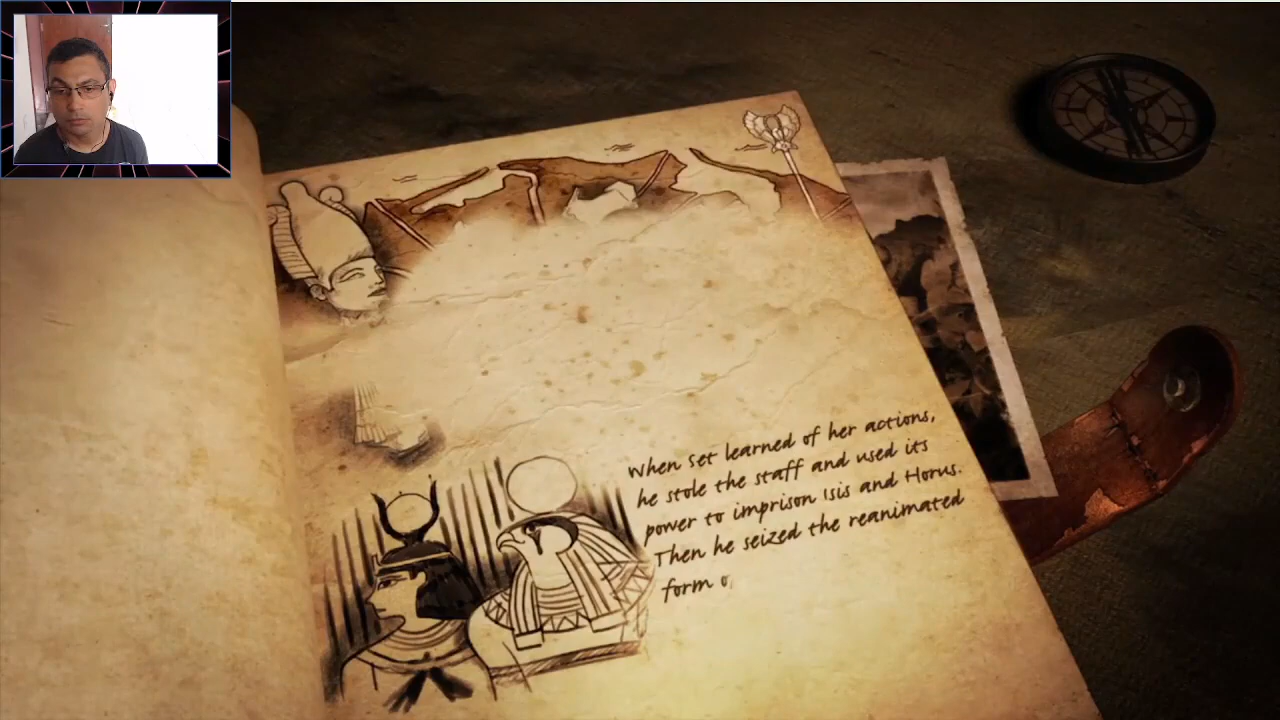 When Set learned of her actions,
he stole the staff and used its
power to imprison Isis and Horus.
Then he seized the reanimated
form o